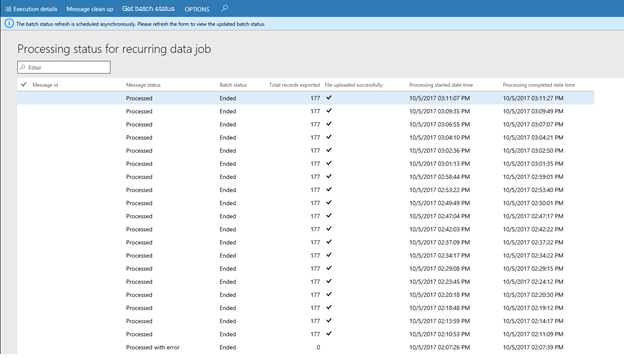 Execution details Message clean up Get batch status OPTIONS
The batch status refresh is scheduled asynchronously. Please refresh the form to view the updated batch status.
Processing status for recurring data job
Filter
Message id Message status Batch status Total records exported File uploaded successfully Processing started date time Processing completed date time
Processed Ended 177 10/5/2017 03:11:07 PM 10/5/2017 03:11:27 PM
Processed Ended 177 10/5/2017 03:09:35 PM 10/5/2017 03:09:49 PM
Processed Ended 177 10/5/2017 03:06:55 PM 10/5/2017 03:07:07 PM
Processed Ended 177 10/5/2017 03:04:10 PM 10/5/2017 03:04:21 PM
Processed Ended 177 10/5/2017 03:02:36 PM 10/5/2017 03:02:50 PM
Processed Ended 177 10/5/2017 03:01:13 PM 10/5/2017 03:01:35 PM
Processed Ended 177 10/5/2017 02:58:44 PM 10/5/2017 02:59:01 PM
Processed Ended 177 10/5/2017 02:53:22 PM 10/5/2017 02:53:40 PM
Processed Ended 177 10/5/2017 02:49:49 PM 10/5/2017 02:50:01 PM
Processed Ended 177 10/5/2017 02:47:04 PM 10/5/2017 02:47:17 PM
Processed Ended 177 10/5/2017 02:42:03 PM 10/5/2017 02:42:22 PM
Processed Ended 177 10/5/2017 02:37:09 PM 10/5/2017 02:37:22 PM
Processed Ended 177 10/5/2017 02:34:17 PM 10/5/2017 02:34:22 PM
Processed Ended 177 10/5/2017 02:29:08 PM 10/5/2017 02:29:15 PM
Processed Ended 177 10/5/2017 02:23:45 PM 10/5/2017 02:24:12 PM
Processed Ended 177 10/5/2017 02:20:18 PM 10/5/2017 02:20:30 PM
Processed Ended 177 10/5/2017 02:18:48 PM 10/5/2017 02:19:12 PM
Processed Ended 177 10/5/2017 02:13:59 PM 10/5/2017 02:14:17 PM
Processed Ended 177 10/5/2017 02:10:53 PM 10/5/2017 02:11:09 PM
Processed with error 0 10/5/2017 02:07:26 PM 10/5/2017 02:07:39 PM